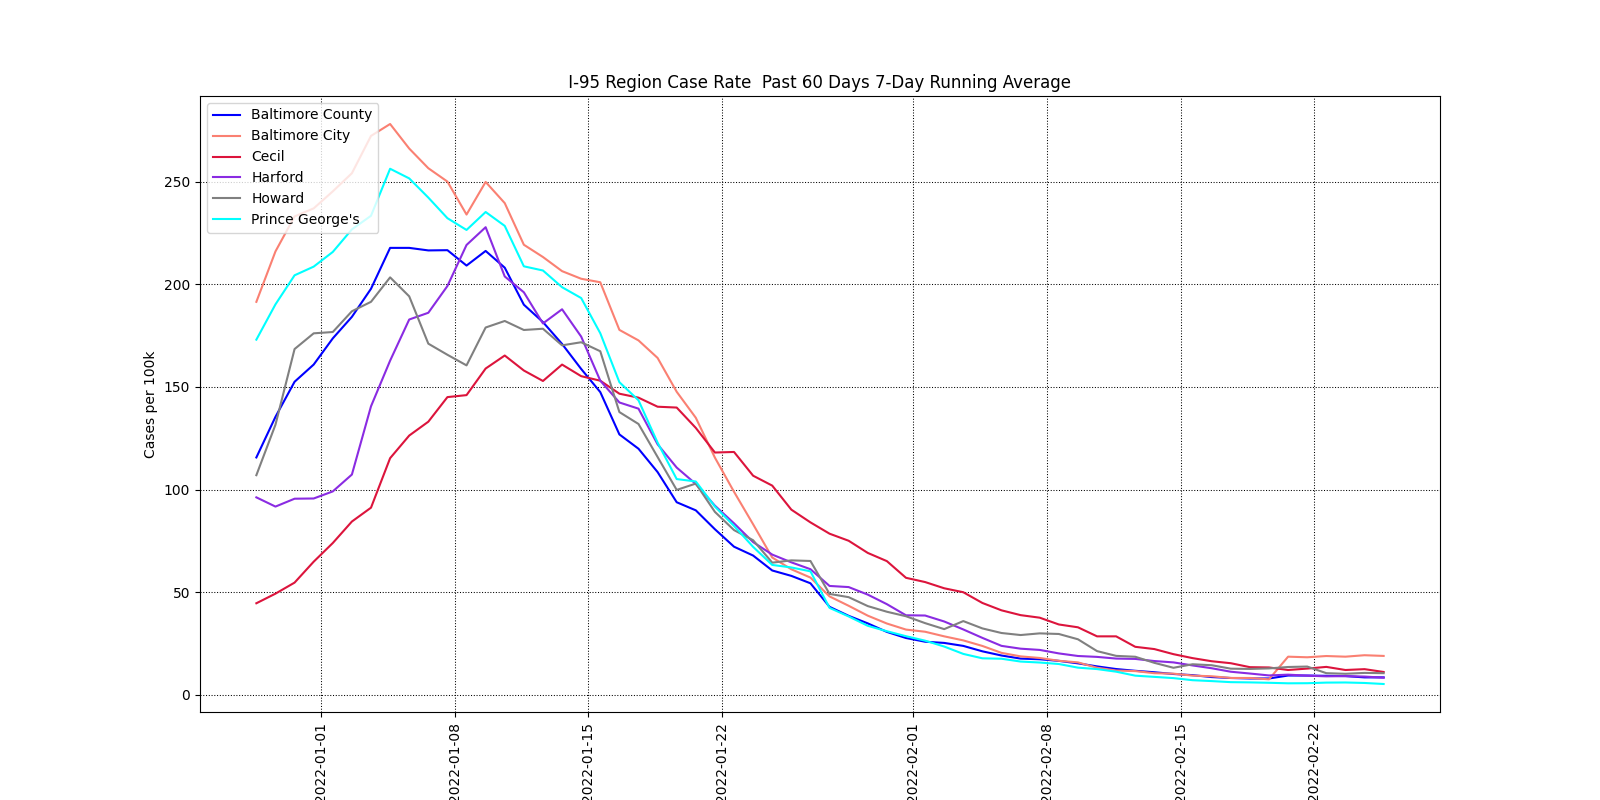 I-95 Region Case Rate  Past 60 Days 7-Day Running Average
Baltimore County
Baltimore City
Cecil
Harford
Howard
Prince George's
Cases per 100k
250
200
150
100
50
0
2022-01-01
2022-01-08
2022-01-15
2022-01-22
2022-02-01
2022-02-08
2022-02-15
2022-02-22